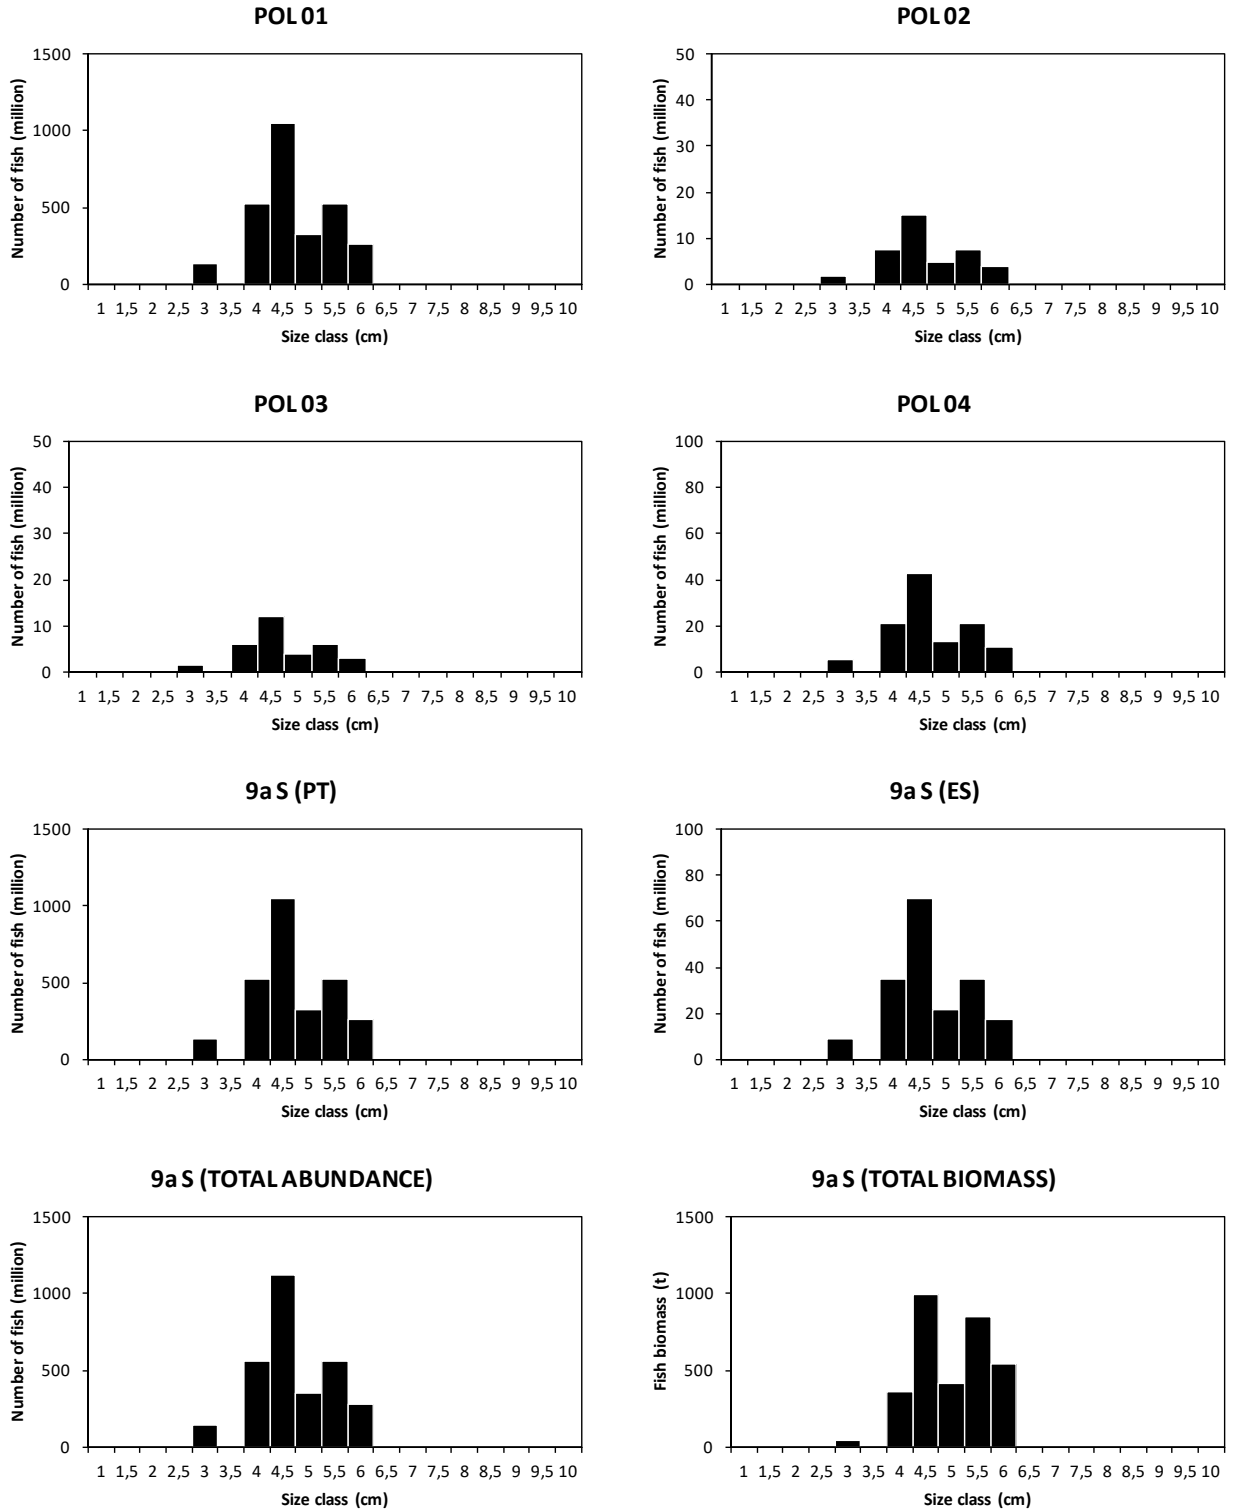 POL 01
Number of fish (million)
1500
1000
500
0
1 1,5 2 2,5 3 3,5 4 4,5 5 5,5 6 6,5 7 7,5 8 8,5 9 9,5 10
Size class (cm)
POL 02
Number of fish (million)
50
40
30
20
10
0
1 1,5 2 2,5 3 3,5 4 4,5 5 5,5 6 6,5 7 7,5 8 8,5 9 9,5 10
Size class (cm)
POL 03
Number of fish (million)
50
40
30
20
10
0
1 1,5 2 2,5 3 3,5 4 4,5 5 5,5 6 6,5 7 7,5 8 8,5 9 9,5 10
Size class (cm)
POL 04
Number of fish (million)
100
80
60
40
20
0
1 1,5 2 2,5 3 3,5 4 4,5 5 5,5 6 6,5 7 7,5 8 8,5 9 9,5 10
Size class (cm)
9a S (PT)
Number of fish (million)
1500
1000
500
0
1 1,5 2 2,5 3 3,5 4 4,5 5 5,5 6 6,5 7 7,5 8 8,5 9 9,5 10
Size class (cm)
9a S (ES)
Number of fish (million)
100
80
60
40
20
0
1 1,5 2 2,5 3 3,5 4 4,5 5 5,5 6 6,5 7 7,5 8 8,5 9 9,5 10
Size class (cm)
9a S (TOTAL ABUNDANCE)
Number of fish (million)
1500
1000
500
0
1 1,5 2 2,5 3 3,5 4 4,5 5 5,5 6 6,5 7 7,5 8 8,5 9 9,5 10
Size class (cm)
9a S (TOTAL BIOMASS)
Fish biomass (t)
1500
1000
500
0
1 1,5 2 2,5 3 3,5 4 4,5 5 5,5 6 6,5 7 7,5 8 8,5 9 9,5 10
Size class (cm)